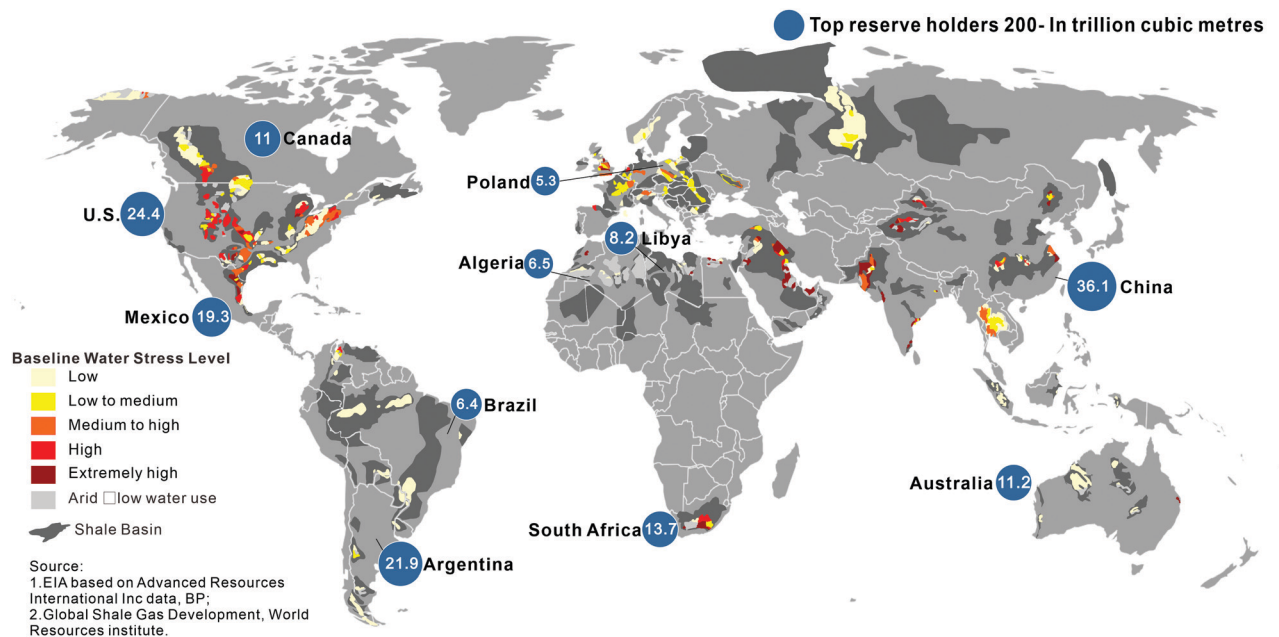 Top reserve holders 200- In trillion cubic metres
11 Canada
Poland 5.3
U.S. 24.4
8.2 Libya
Algeria 6.5
36.1 China
Mexico 19.3
Baseline Water Stress Level
Low
Low to medium
Medium to high
High
Extremely high
Arid □low water use
Shale Basin
6.4 Brazil
Australia 11.2
South Africa 13.7
21.9 Argentina
Source:
1.EIA based on Advanced Resources
International Inc data, BP;
2.Global Shale Gas Development, World
Resources institute.